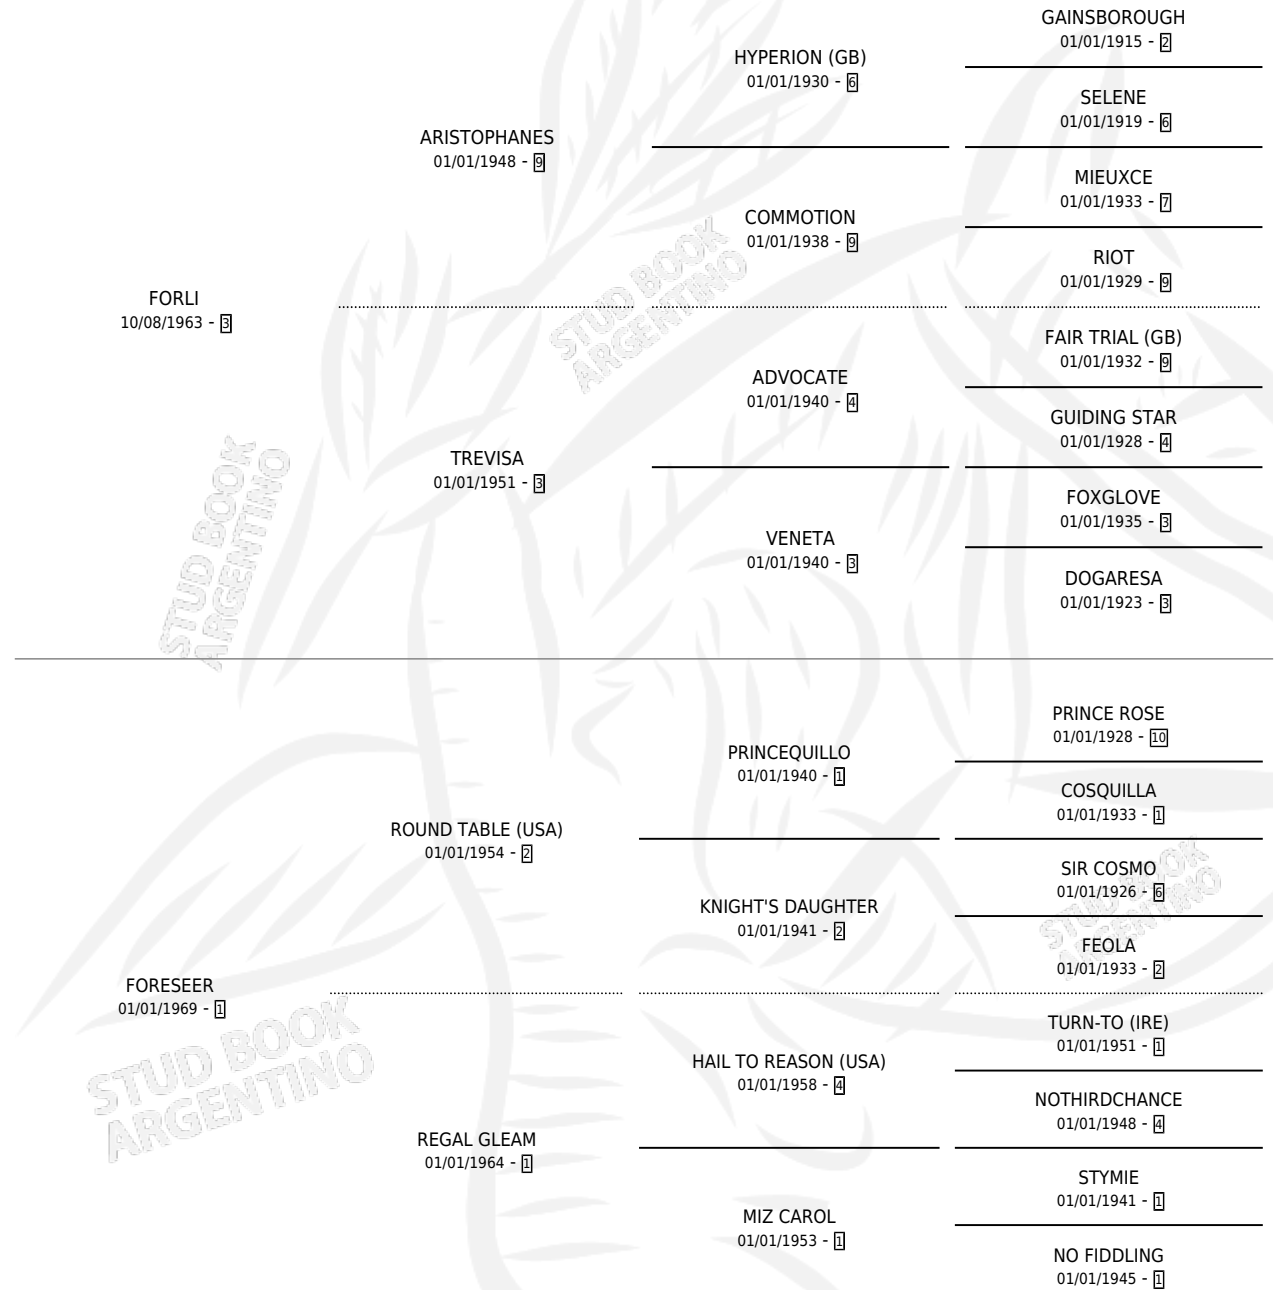 GAINSBOROUGH
01/01/1915 - 2
HYPERION (GB)
01/01/1930 - 6
SELENE
01/01/1919 - 6
ARISTOPHANES
01/01/1948 - 9
MIEUXCE
01/01/1933 - 7
COMMOTION
01/01/1938 - 9
RIOT
01/01/1929 - 9
FORLI
10/08/1963 - 3
FAIR TRIAL (GB)
01/01/1932 - 9
ADVOCATE
01/01/1940 - 4
GUIDING STAR
01/01/1928 - 4
TREVISA
01/01/1951 - 3
FOXGLOVE
01/01/1935 - 3
VENETA
01/01/1940 - 3
DOGARESA
01/01/1923 - 3
STUD BOOK
ARGENTINO
STUD BOOK
ARGENTINO
PRINCE ROSE
01/01/1928 - 10
PRINCEQUILLO
01/01/1940 - 1
COSQUILLA
01/01/1933 - 1
ROUND TABLE (USA)
01/01/1954 - 2
SIR COSMO
01/01/1926 - 6
KNIGHT'S DAUGHTER
01/01/1941 - 2
FEOLA
01/01/1933 - 2
FORESEER
01/01/1969 - 1
TURN-TO (IRE)
01/01/1951 - 1
HAIL TO REASON (USA)
01/01/1958 - 4
NOTHIRDCHANCE
01/01/1948 - 4
REGAL GLEAM
01/01/1964 - 1
STYMIE
01/01/1941 - 1
MIZ CAROL
01/01/1953 - 1
NO FIDDLING
01/01/1945 - 1
STUD BOOK
ARGENTINO
STUD BOOK
ARGENTINO